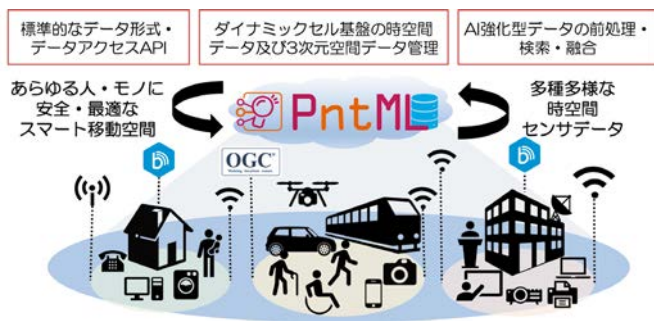 標準的なデータ形式・
データアクセスAPI
ダイナミックセル基盤の時空間
データ及び3次元空間データ管理
AI強化型データの前処理・
検索・融合
あらゆる人・モノに
安全・最適な
スマート移動空間
PntML
多種多様な
時空間
センサデータ
OGC